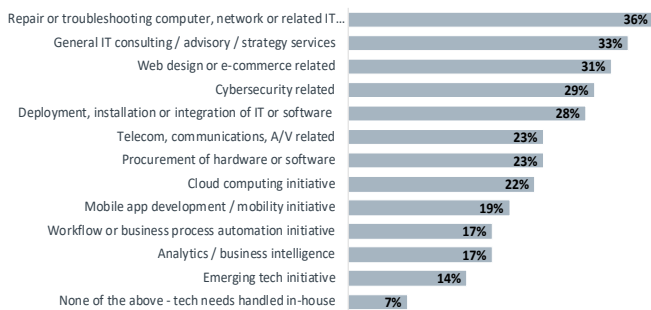 Repair or troubleshooting computer, network or related IT... 36%
General IT consulting / advisory / strategy services 33%
Web design or e-commerce related 31%
Cybersecurity related 29%
Deployment, installation or integration of IT or software 28%
Telecom, communications, A/V related 23%
Procurement of hardware or software 23%
Cloud computing initiative 22%
Mobile app development / mobility initiative 19%
Workflow or business process automation initiative 17%
Analytics / business intelligence 17%
Emerging tech initiative 14%
None of the above - tech needs handled in-house 7%